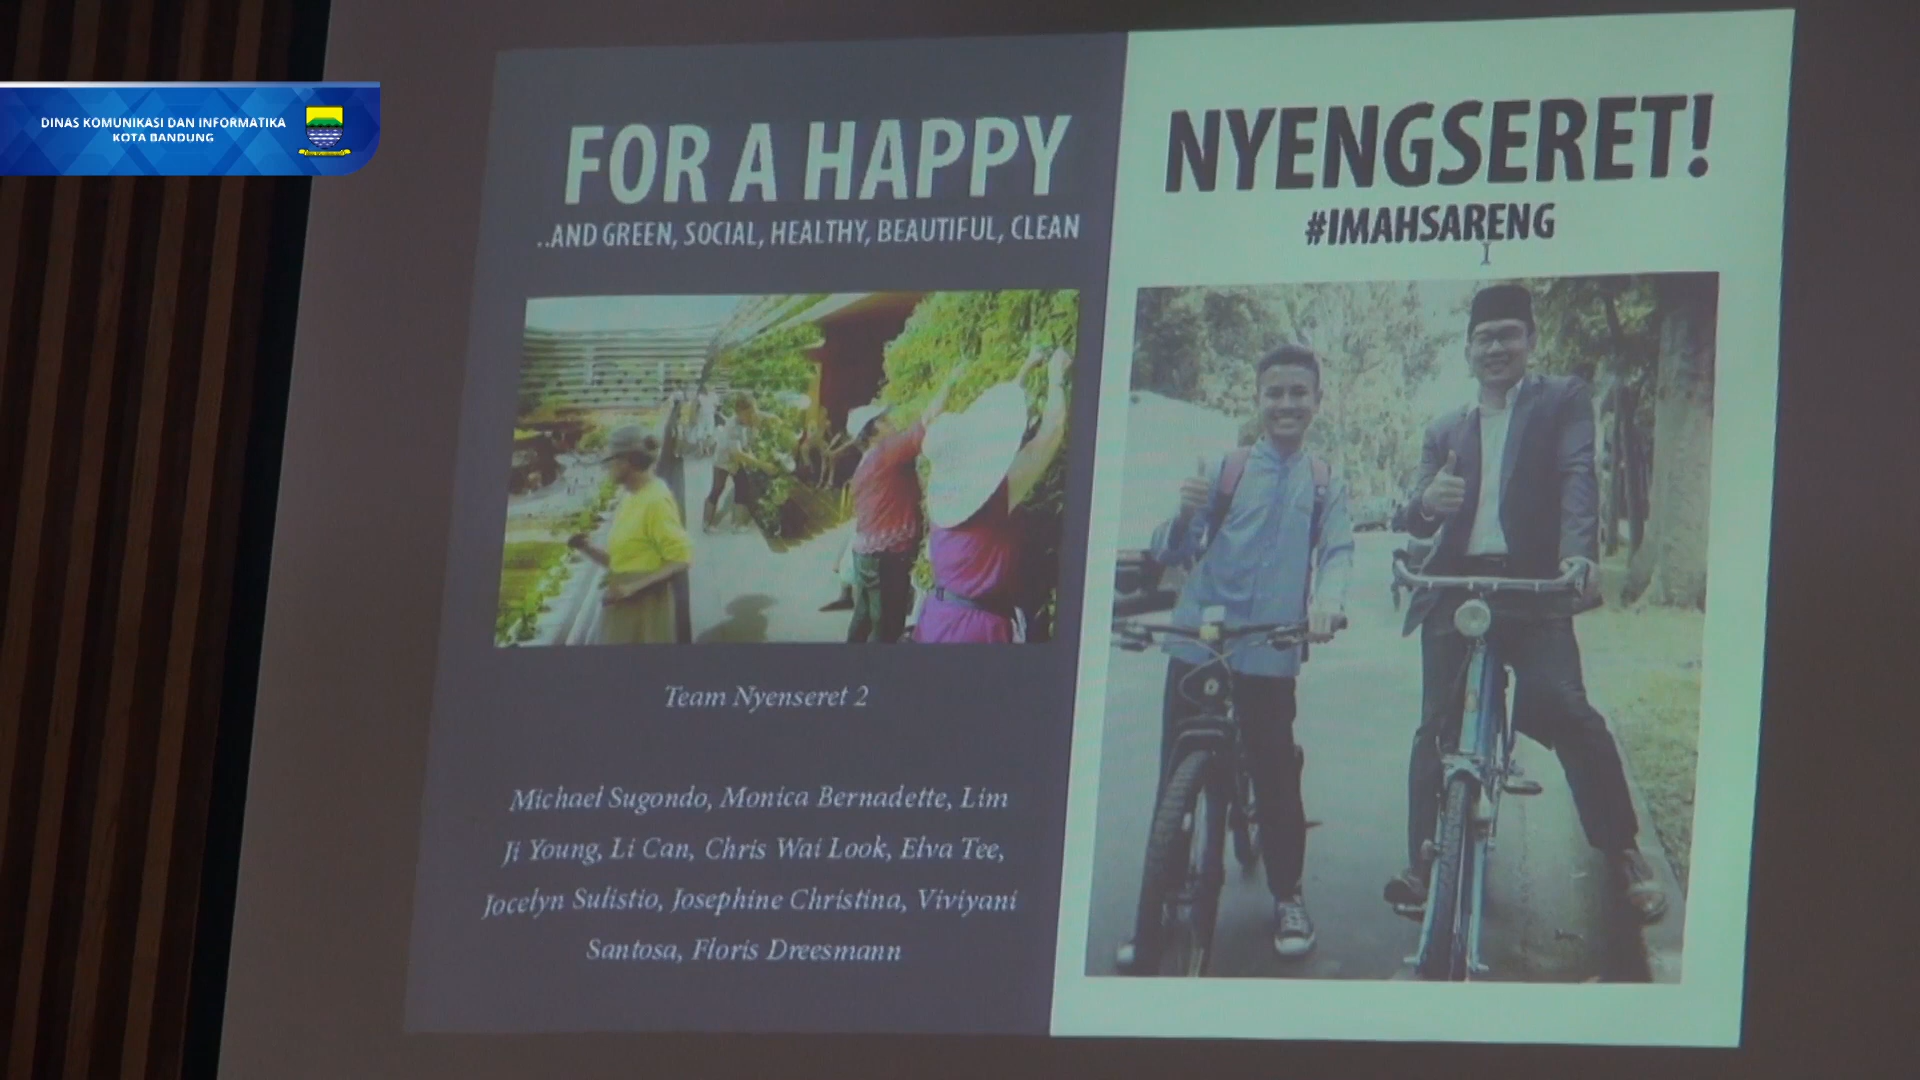 DINAS KOMUNIKASI DAN INFORMATIKA
KOTA BANDUNG
FOR A HAPPY
..AND GREEN, SOCIAL, HEALTHY, BEAUTIFUL, CLEAN
Team Nyenseret 2
Michael Sugondo, Monica Bernadette, Lim
Ji Young, Li Can, Chris Wai Look, Elva Tee,
Jocelyn Sulistio, Josephine Christina, Viviyani
Santosa, Floris Dreesmann
NYENGSERET!
#IMAHSARENG